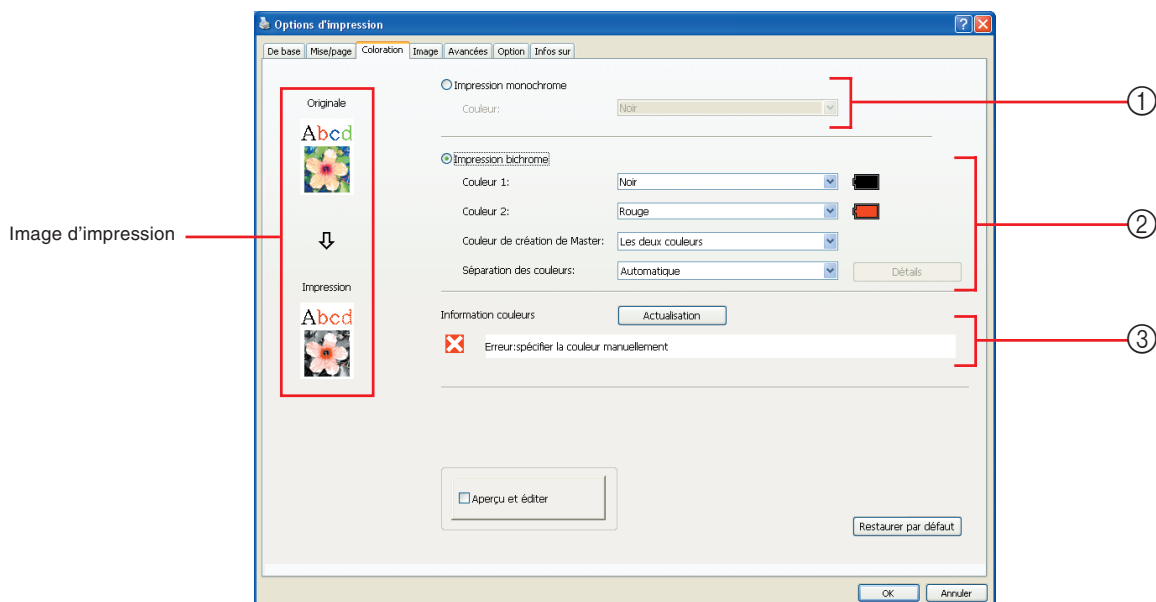 Options d'impression
De base Mise/page Coloration Image Avancées Option Infos sur
Image d'impression
Originale
Abcd
Impression
Abcd
Impression monochrome
Couleur: Noir
①
Impression bichrome
Couleur 1: Noir
Couleur 2: Rouge
Couleur de création de Master: Les deux couleurs
Séparation des couleurs: Automatique Détails
②
Information couleurs Actualisation
Erreur:spécifier la couleur manuellement
③
Aperçu et éditer
Restaurer par défaut
OK Annuler